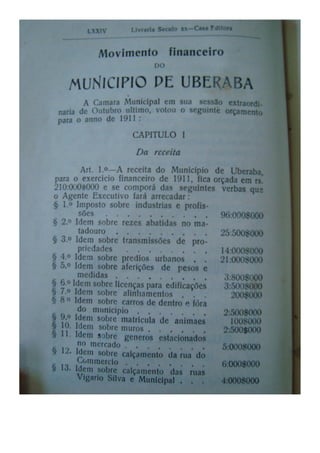 LXXIV Livraria Seculo XX—Casa Editora
Movimento financeiro
DO
MUNICIPIO DE UBERABA
A Camara Municipal em sua sessão extraordi-
naria de Outubro ultimo, votou o seguinte orçamento
para o anno de 1911:
CAPITULO I
Da receita
Art. 1.º—A receita do Municipio de Uberaba,
para o exercicio financeiro de 1911, fica orçada em rs.
210:000$000 e se comporá das seguintes verbas que
o Agente Executivo fará arrecadar:
§ 1.º Imposto sobre industrias e profis-
sões . . . . . . . . . 96:000$000
§ 2.º Idem sobre rezes abatidas no ma-
tadouro . . . . . . . . 25:500$000
§ 3.º Idem sobre transmissões de pro-
priedades . . . . . . . 14:000$000
§ 4.º Idem sobre predios urbanos . . 21:000$000
§ 5.º Idem sobre aferições de pesos e
medidas . . . . . . . . 3:800$000
§ 6.º Idem sobre licenças para edificações 3:500$000
§ 7.º Idem sobre alinhamentos . . . 200$000
§ 8.º Idem sobre carros de dentro e fóra
do municipio . . . . . . 2:500$000
§ 9.º Idem sobre matricula de animaes 100$000
§ 10. Idem sobre muros . . . . . . 2:500$000
§ 11. Idem sobre generos estacionados
no mercado . . . . . . . 5:000$000
§ 12. Idem sobre calçamento da rua do
Commercio . . . . . . . 6:000$000
§ 13. Idem sobre calçamento das ruas
Vigario Silva e Municipal . . . 4:000$000